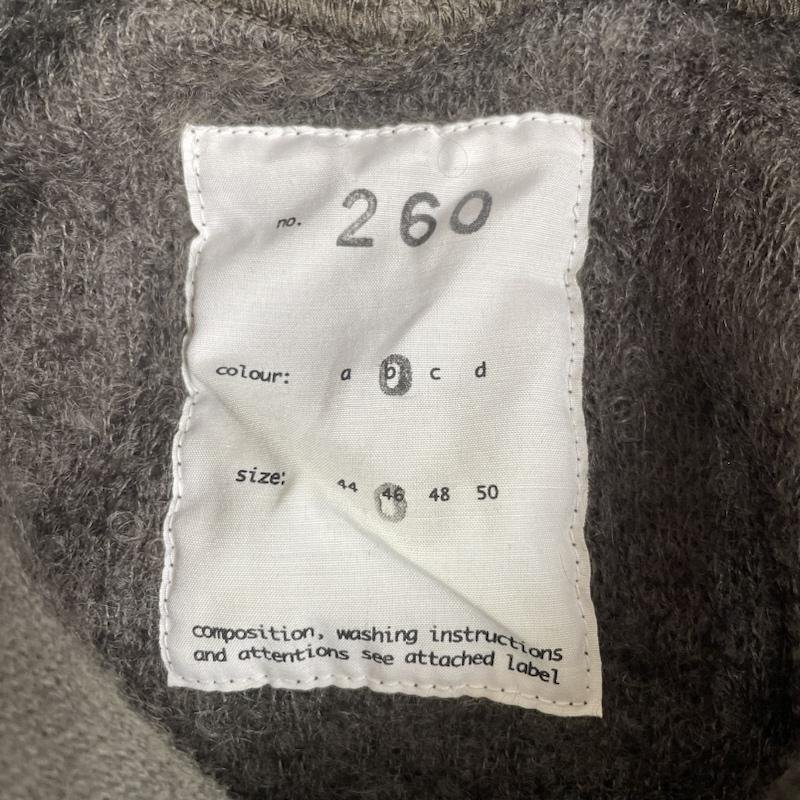 no. 260
colour: a b c d
size: 44 46 48 50
composition, washing instructions
and attentions see attached label